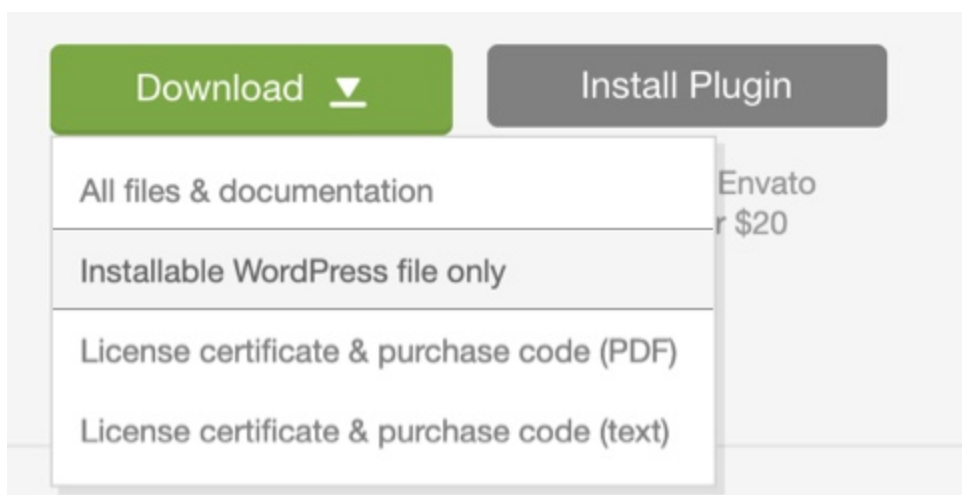 Download
Install Plugin
All files & documentation
Envato
r $20
Installable WordPress file only
License certificate & purchase code (PDF)
License certificate & purchase code (text)